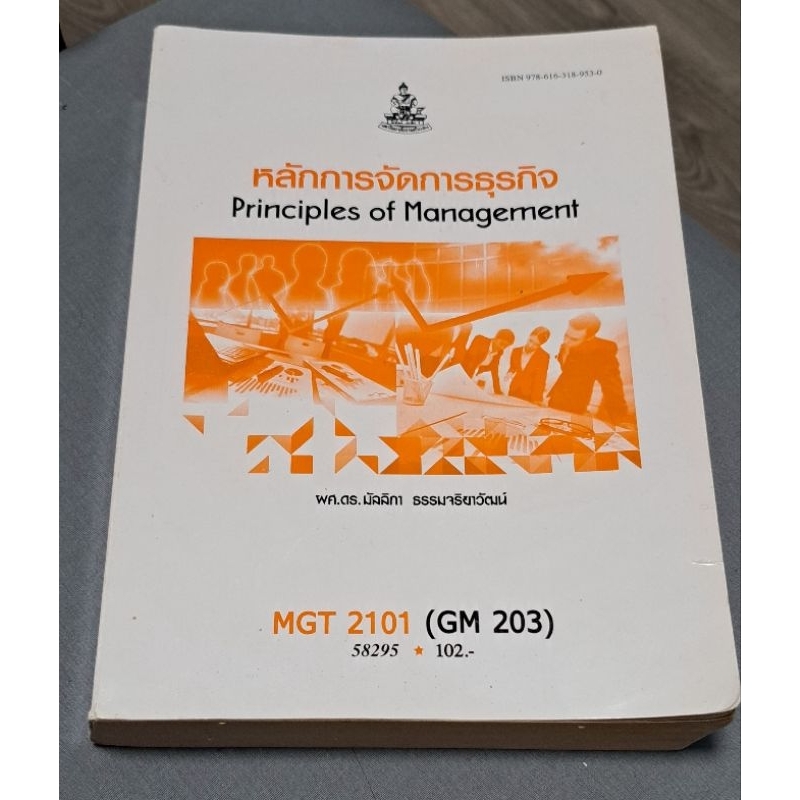 ISBN 978-616-318-953-0
หลักการจัดการธุรกิจ
Principles of Management
ผศ.ดร.มัลลิกา ธรรมจริยาวัฒน์
MGT 2101 (GM 203)
58295 ★ 102.-